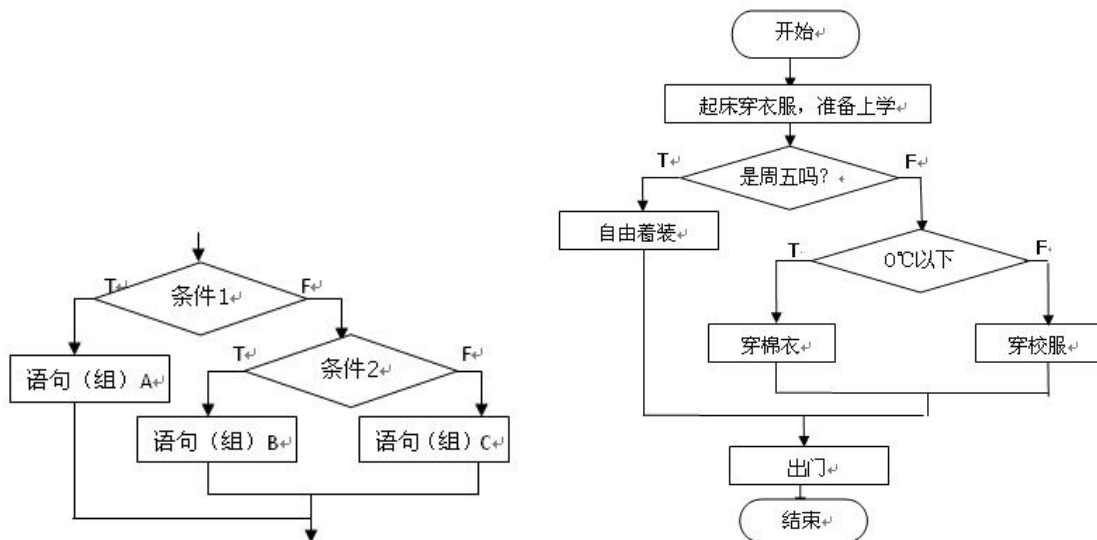 T
条件1
F
语句（组）A
T
条件2
F
语句（组）B
语句（组）C
开始
起床穿衣服，准备上学
T
是周五吗？
F
自由着装
T
0℃以下
F
穿棉衣
穿校服
出门
结束